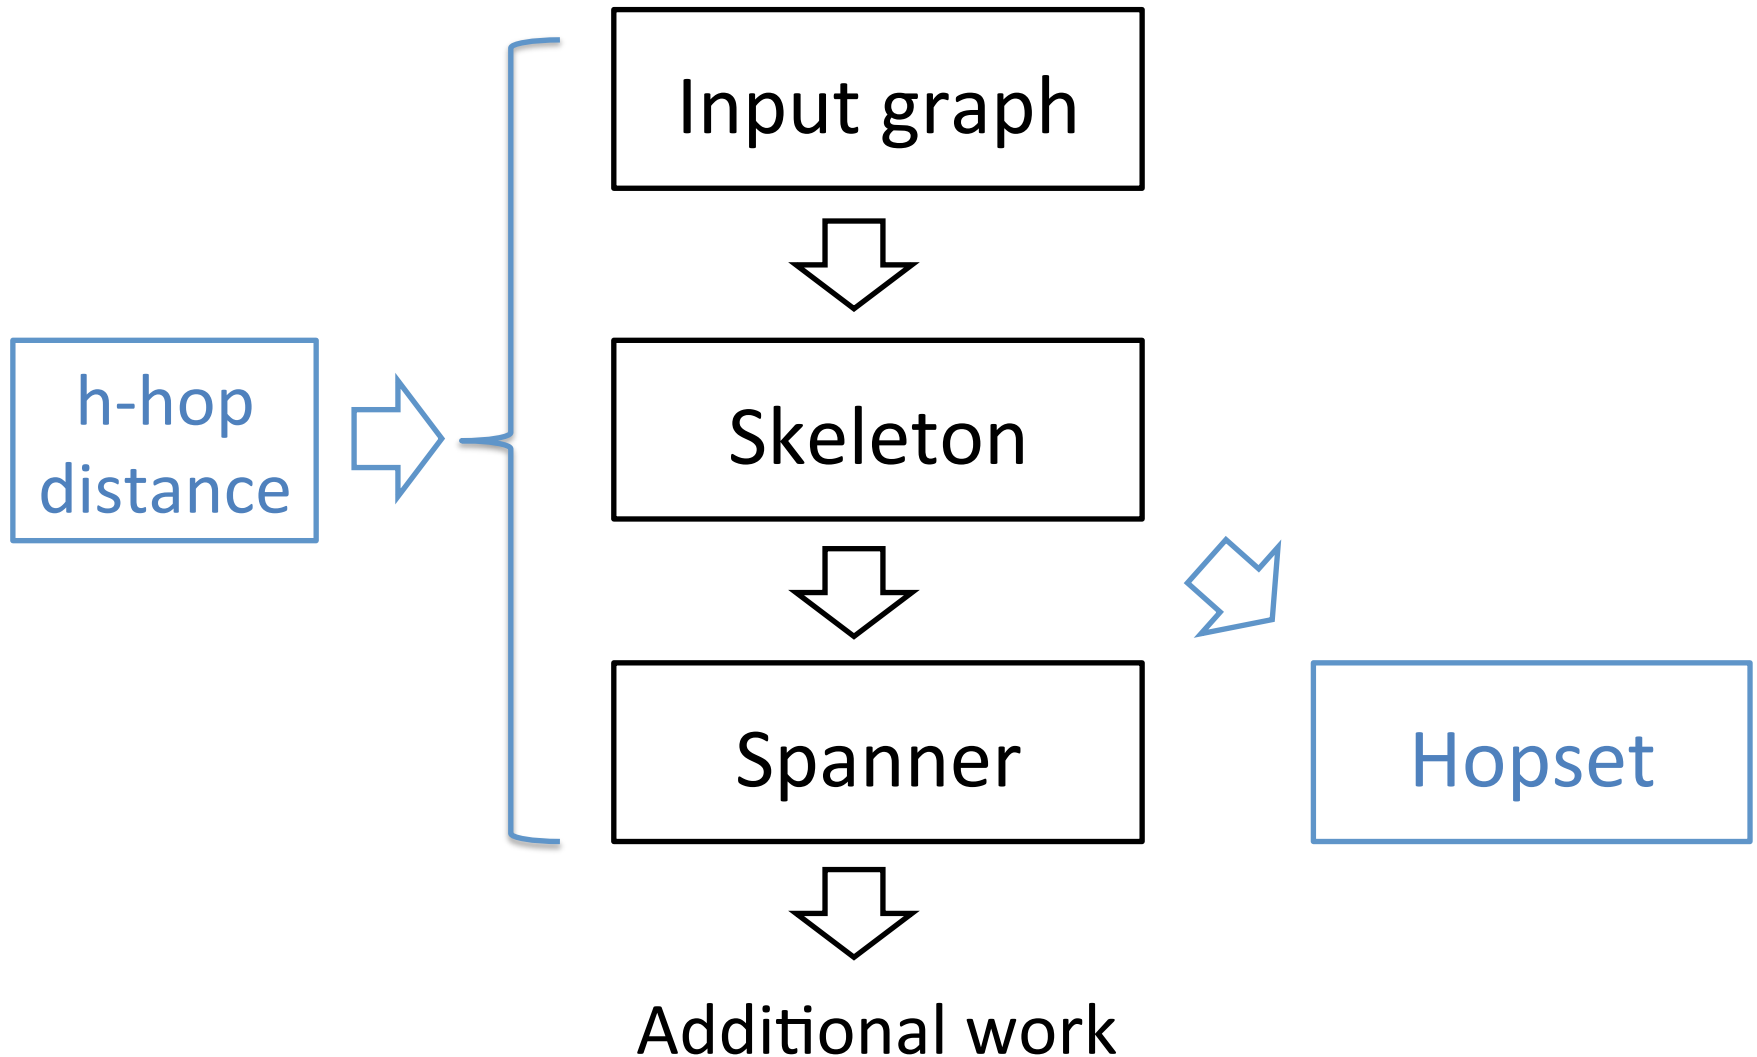 Input graph
h-hop
distance
Skeleton
Spanner
Hopset
Additional work